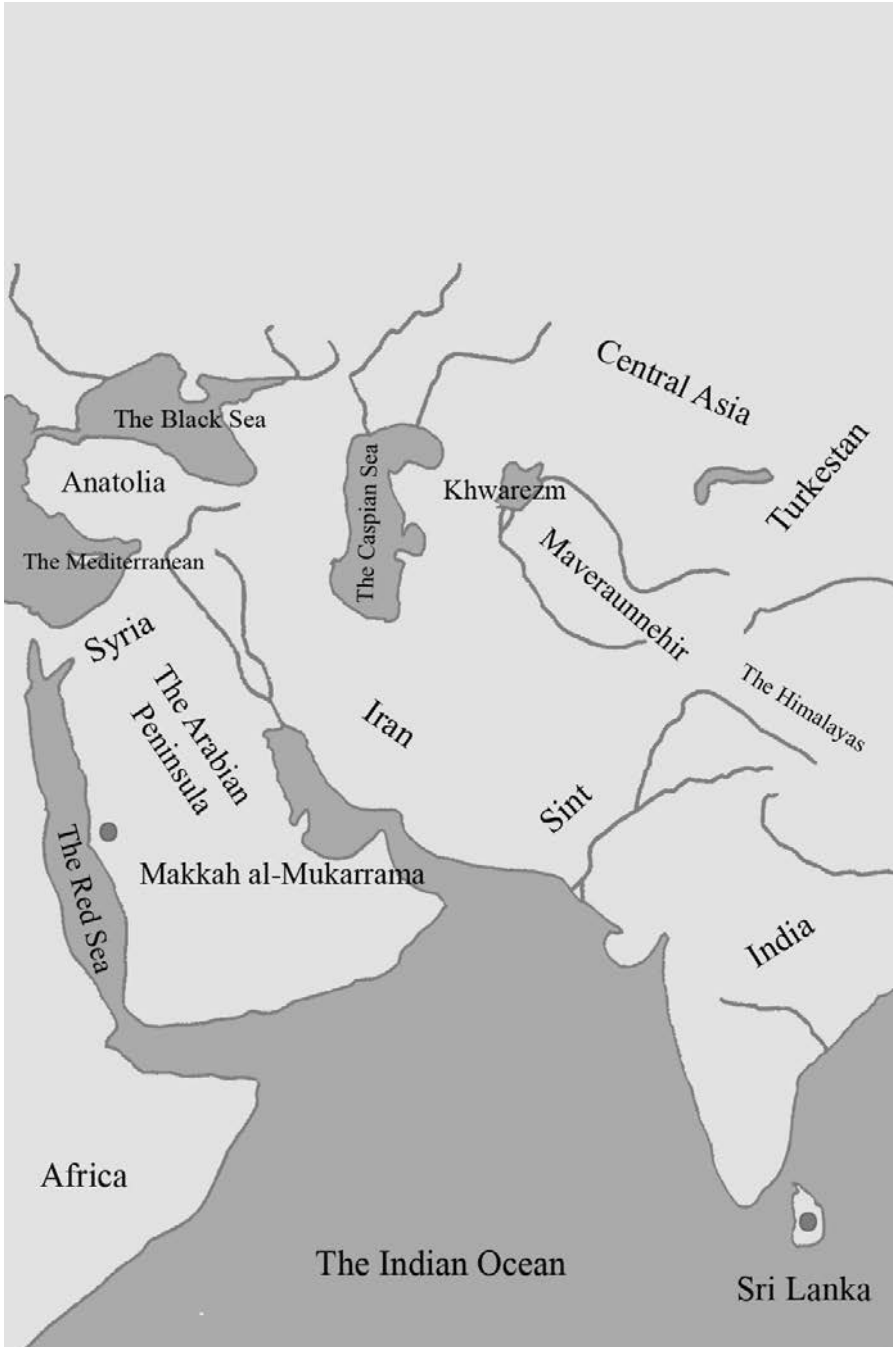 Central Asia
Turkestan
The Black Sea
Anatolia
The Caspian Sea
Khwarezm
The Mediterranean
Maveraunnehir
Syria
The Arabian
Peninsula
Iran
The Himalayas
Sint
The Red Sea
Makkah al-Mukarrama
India
Africa
The Indian Ocean
Sri Lanka